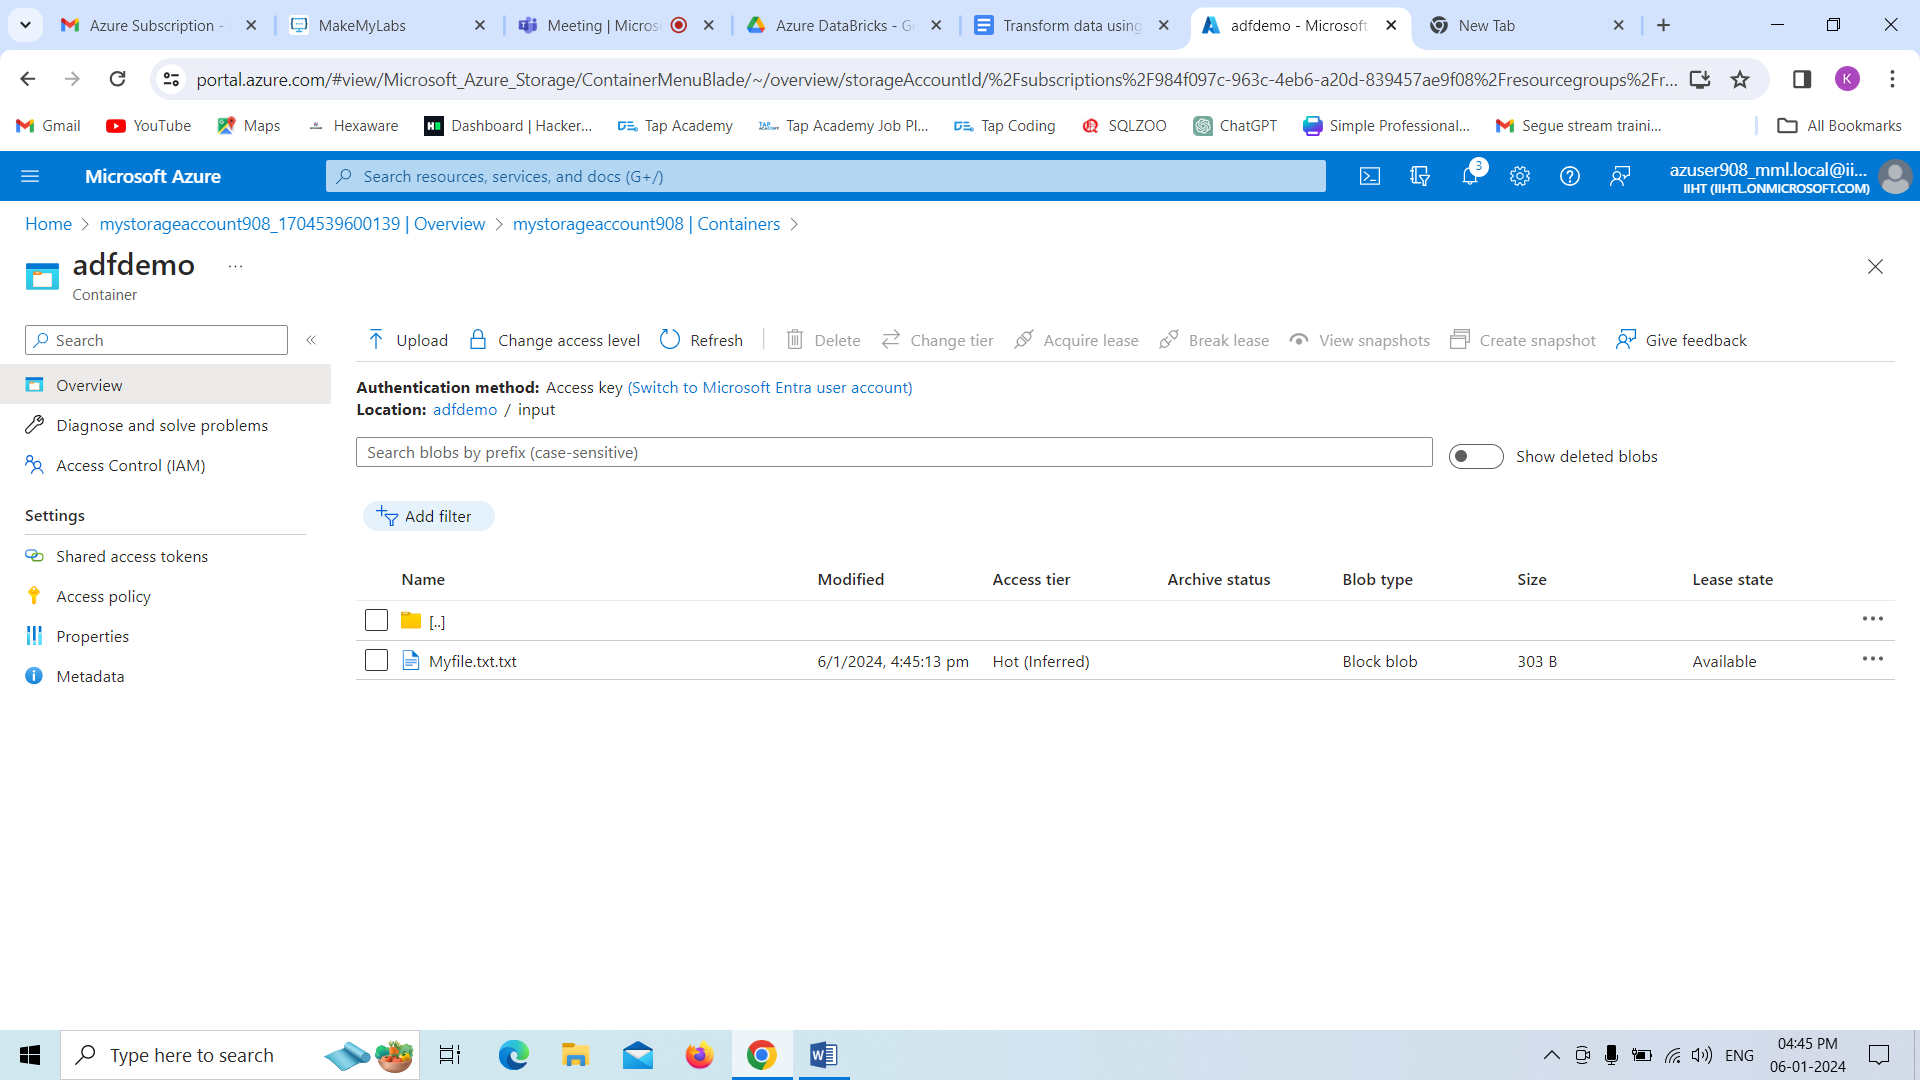 Azure Subscription -
MakeMyLabs
Meeting | Micros
Azure DataBricks - G
Transform data using
adfdemo - Microsoft
New Tab
portal.azure.com/#view/Microsoft_Azure_Storage/ContainerMenuBlade/~/overview/storageAccountId/%2Fsubscriptions%2F984f097c-963c-4eb6-a20d-839457ae9f08%2Fresourcegroups%2Fr...
K
Gmail
YouTube
Maps
Hexaware
Dashboard | Hacker...
Tap Academy
Tap Academy Job Pl...
Tap Coding
SQLZOO
ChatGPT
Simple Professional...
Segue stream traini...
All Bookmarks
Microsoft Azure
Search resources, services, and docs (G+/)
3
azuser908_mml.local@ii...
IIHT (IIHTL.ONMICROSOFT.COM)
Home > mystorageaccount908_1704539600139 | Overview > mystorageaccount908 | Containers >
adfdemo ...
Container
Search
«
Upload
Change access level
Refresh
Delete
Change tier
Acquire lease
Break lease
View snapshots
Create snapshot
Give feedback
Overview
Diagnose and solve problems
Access Control (IAM)
Settings
Shared access tokens
Access policy
Properties
Metadata
Authentication method: Access key (Switch to Microsoft Entra user account)
Location: adfdemo / input
Search blobs by prefix (case-sensitive)
Show deleted blobs
Add filter
Name Modified Access tier Archive status Blob type Size Lease state
[..]
Myfile.txt.txt 6/1/2024, 4:45:13 pm Hot (Inferred) Block blob 303 B Available
Type here to search
ENG
04:45 PM
06-01-2024